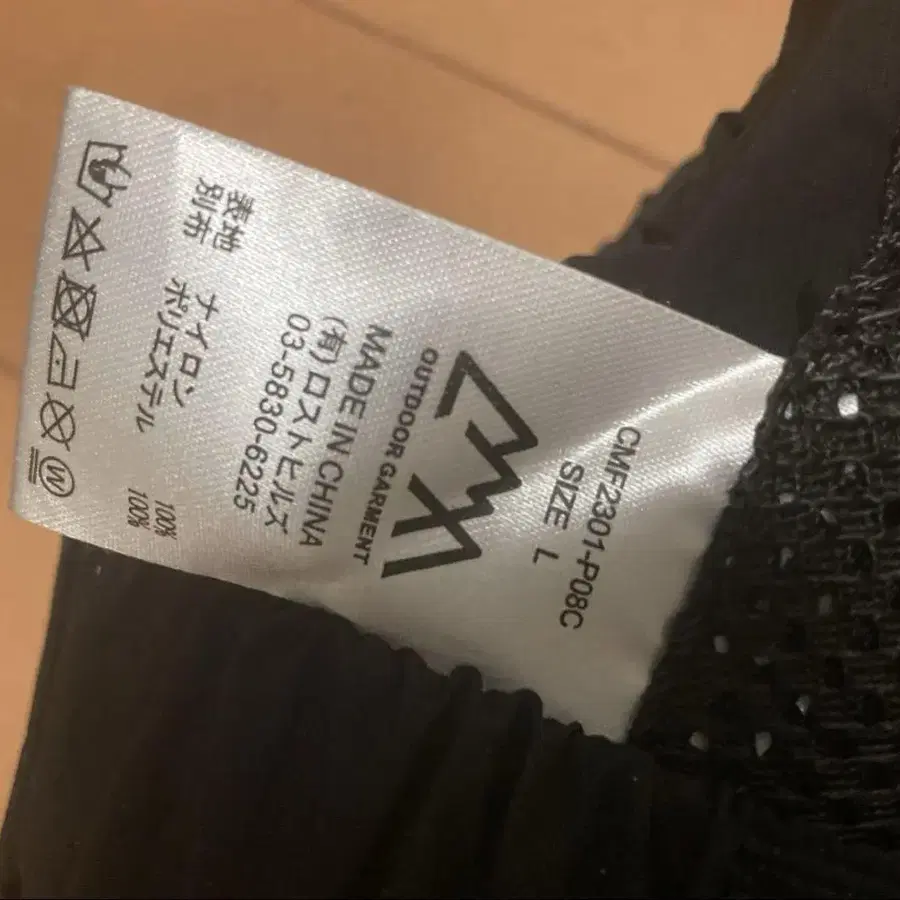 CMF2301-P08C
SIZE L
OUTDOOR GARMENT
MADE IN CHINA
(有)ロストヒルズ
03-5830-6225
表地 ナイロン 100%
別布 ポリエステル 100%
W